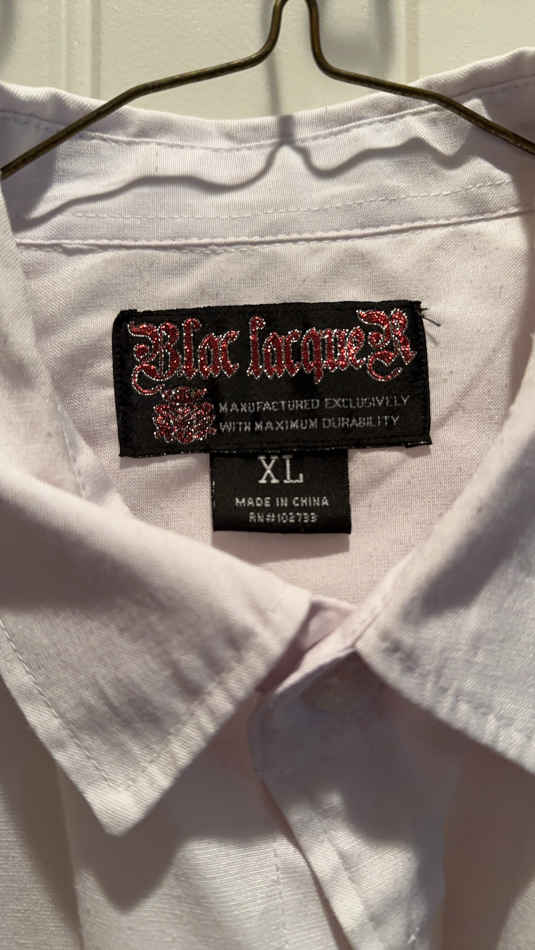 Blac lacqueR
MANUFACTURED EXCLUSIVELY
WITH MAXIMUM DURABILITY
XL
MADE IN CHINA
RN#102733